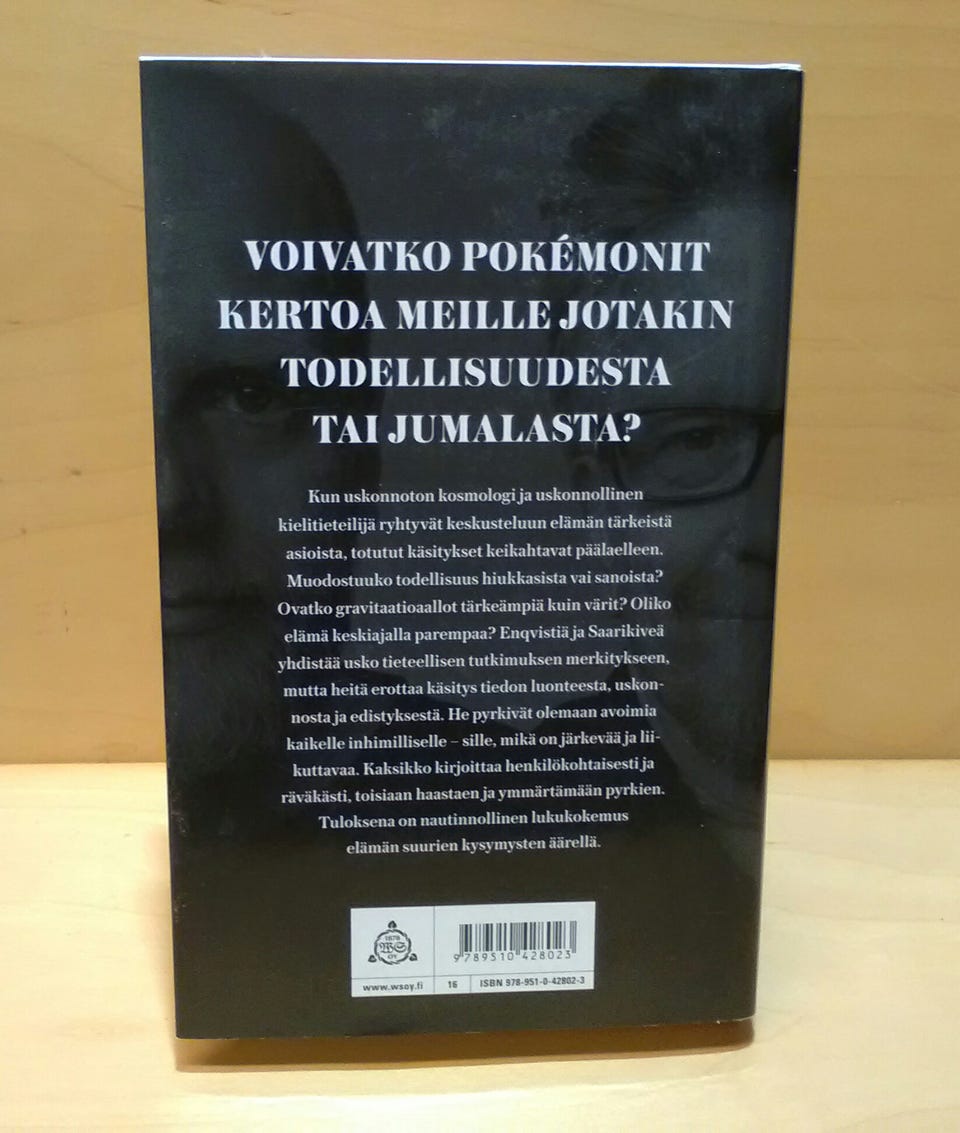 VOIVATKO POKÉMONIT
KERTOA MEILLE JOTAKIN
TODELLISUUDESTA
TAI JUMALASTA?
Kun uskonnoton kosmologi ja uskonnollinen
kielitieteilijä ryhtyvät keskusteluun elämän tärkeistä
asioista, totutut käsitykset keikahtavat päälaelleen.
Muodostuuko todellisuus hiukkasista vai sanoista?
Ovatko gravitaatioaallot tärkeämpiä kuin värit? Oliko
elämä keskiajalla parempaa? Enqvistiä ja Saarikiveä
yhdistää usko tieteellisen tutkimuksen merkitykseen,
mutta heitä erottaa käsitys tiedon luonteesta, uskon-
nosta ja edistyksestä. He pyrkivät olemaan avoimia
kaikelle inhimilliselle – sille, mikä on järkevää ja lii-
kuttavaa. Kaksikko kirjoittaa henkilökohtaisesti ja
räväkästi, toisiaan haastaen ja ymmärtämään pyrkien.
Tuloksena on nautinnollinen lukukokemus
elämän suurien kysymysten äärellä.
1878
WS
OY
9 789510 428023
www.wsoy.fi 16 ISBN 978-951-0-42802-3